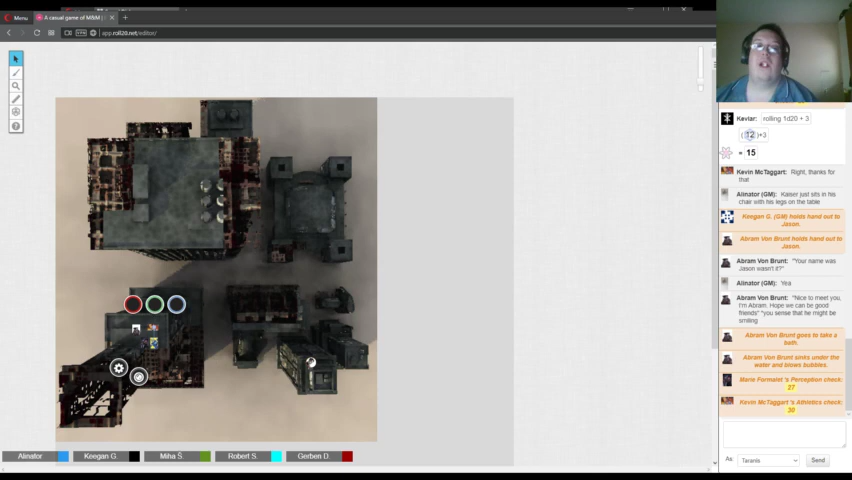 Menu
A casual game of M&M |
app.roll20.net/editor/
Kevlar:
rolling 1d20 + 3
(12)+3
= 15
Kevin McTaggart: Right, thanks for
that
Alinator (GM): Kaiser just sits in his
chair with his legs on the table
Keegan G. (GM) holds hand out to
Jason.
Abram Von Brunt holds hand out to
Jason.
Abram Von Brunt: "Your name was
Jason wasn't it?"
Alinator (GM): Yea
Abram Von Brunt: "Nice to meet you,
I'm Abram. Hope we can be good
friends" "you sense that he might be
smiling
Abram Von Brunt goes to take a
bath.
Abram Von Brunt sinks under the
water and blows bubbles.
Marie Furmalet 's Perception check:
27
Kevin McTaggart 's Athletics check:
30
As:
Taranis
Send
Alinator
Keegan G.
Miha Š.
Robert S.
Gerben D.